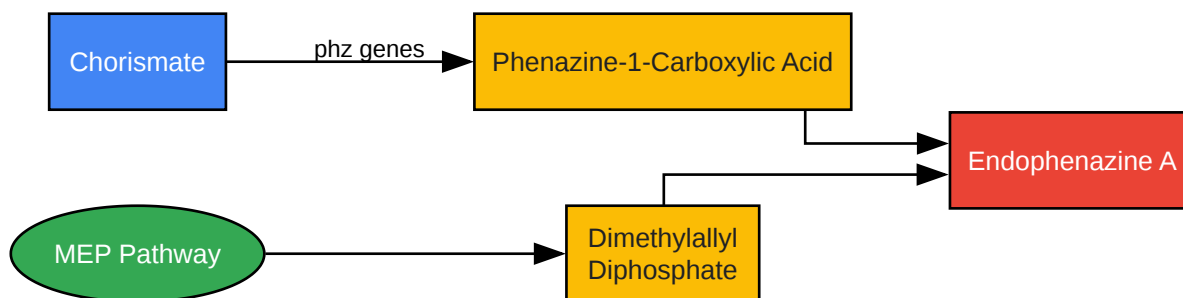 Chorismate
phz genes
Phenazine-1-Carboxylic Acid
Endophenazine A
MEP Pathway
Dimethylallyl
Diphosphate